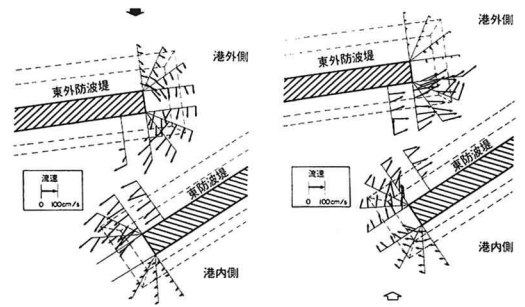 港外側
東外防波堤
流速
0 100cm/s
東防波堤
港内側
港外側
東外防波堤
流速
0 100cm/s
東防波堤
港内側